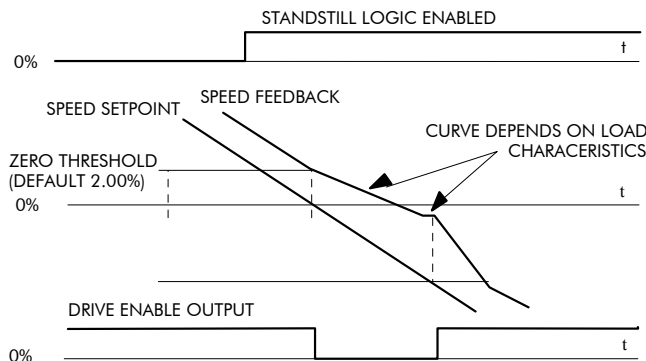 STANDSTILL LOGIC ENABLED
0%
t
SPEED FEEDBACK
SPEED SETPOINT
CURVE DEPENDS ON LOAD
CHARACERISTICS
ZERO THRESHOLD
(DEFAULT 2.00%)
0%
t
DRIVE ENABLE OUTPUT
0%
t